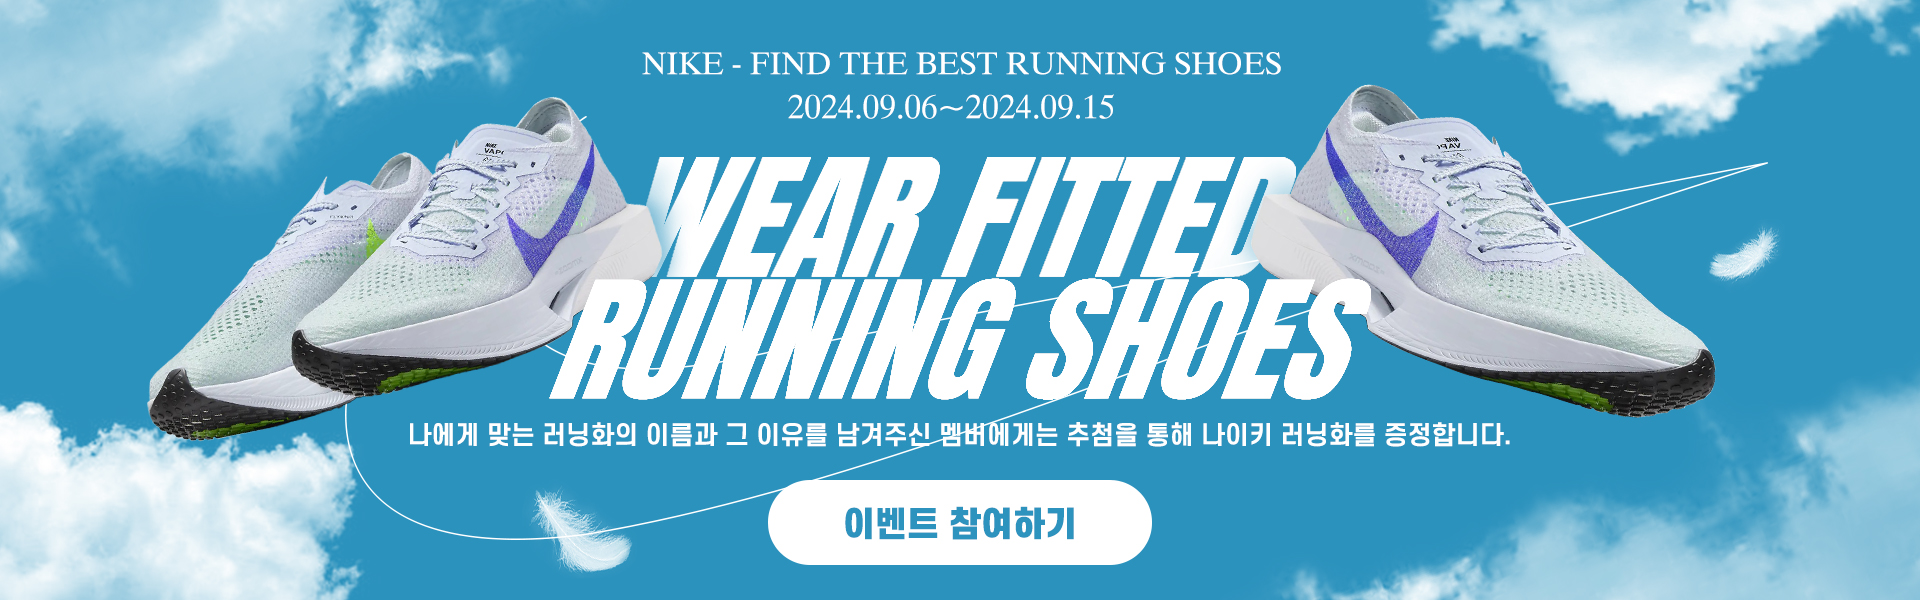 NIKE - FIND THE BEST RUNNING SHOES
2024.09.06~2024.09.15
WEAR FITTED
RUNNING SHOES
나에게 맞는 러닝화의 이름과 그 이유를 남겨주신 멤버에게는 추첨을 통해 나이키 러닝화를 증정합니다.
이벤트 참여하기